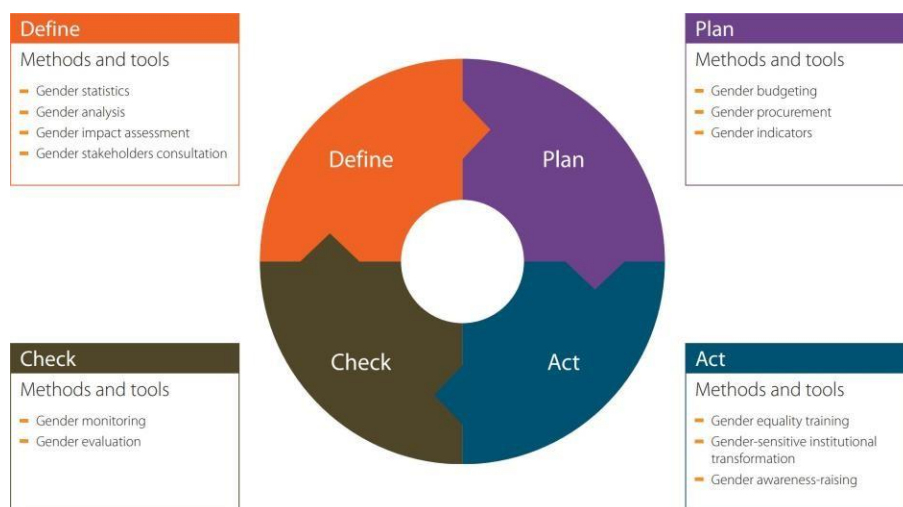 Define
Methods and tools
Gender statistics
Gender analysis
Gender impact assessment
Gender stakeholders consultation
Plan
Methods and tools
Gender budgeting
Gender procurement
Gender indicators
Define
Plan
Check
Act
Check
Methods and tools
Gender monitoring
Gender evaluation
Act
Methods and tools
Gender equality training
Gender-sensitive institutional
transformation
Gender awareness-raising